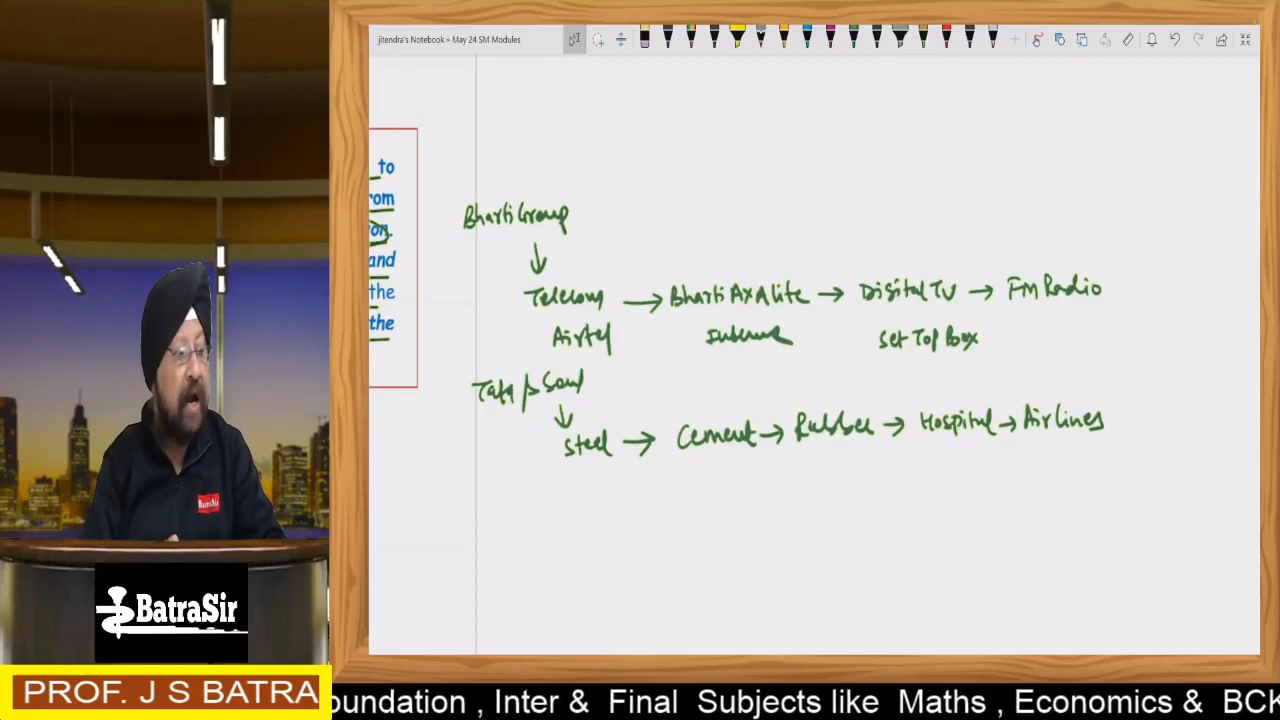 jitendra's Notebook » May 24 SM Modules
to
rom
on.
and
the
the
Bharti Group
↓
Telecom → Bharti AXA life → Digital TV → FM Radio
Airtel
Set Top Box
Tata
↓
Steel → Cement → Rubber → Hospital → Airlines
BatraSir
BatraSir
PROF. J S BATRA
oundation , Inter & Final Subjects like Maths , Economics & BCK